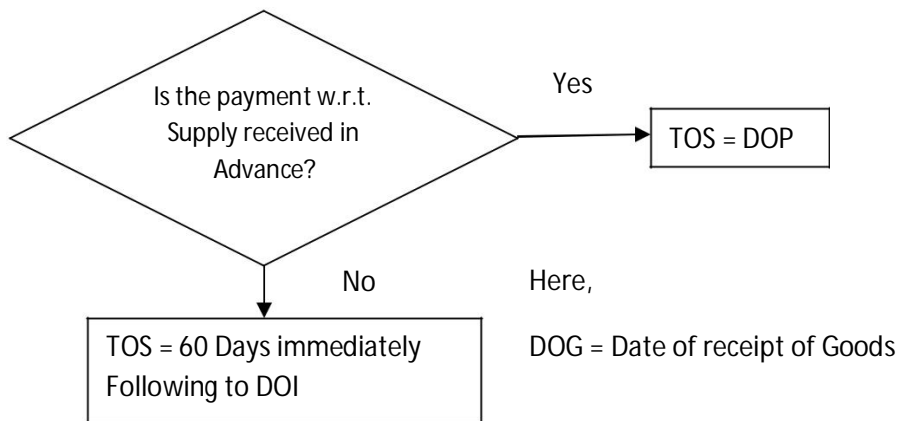 Is the payment w.r.t.
Supply received in
Advance?
Yes
TOS = DOP
No
Here,
TOS = 60 Days immediately
Following to DOI
DOG = Date of receipt of Goods